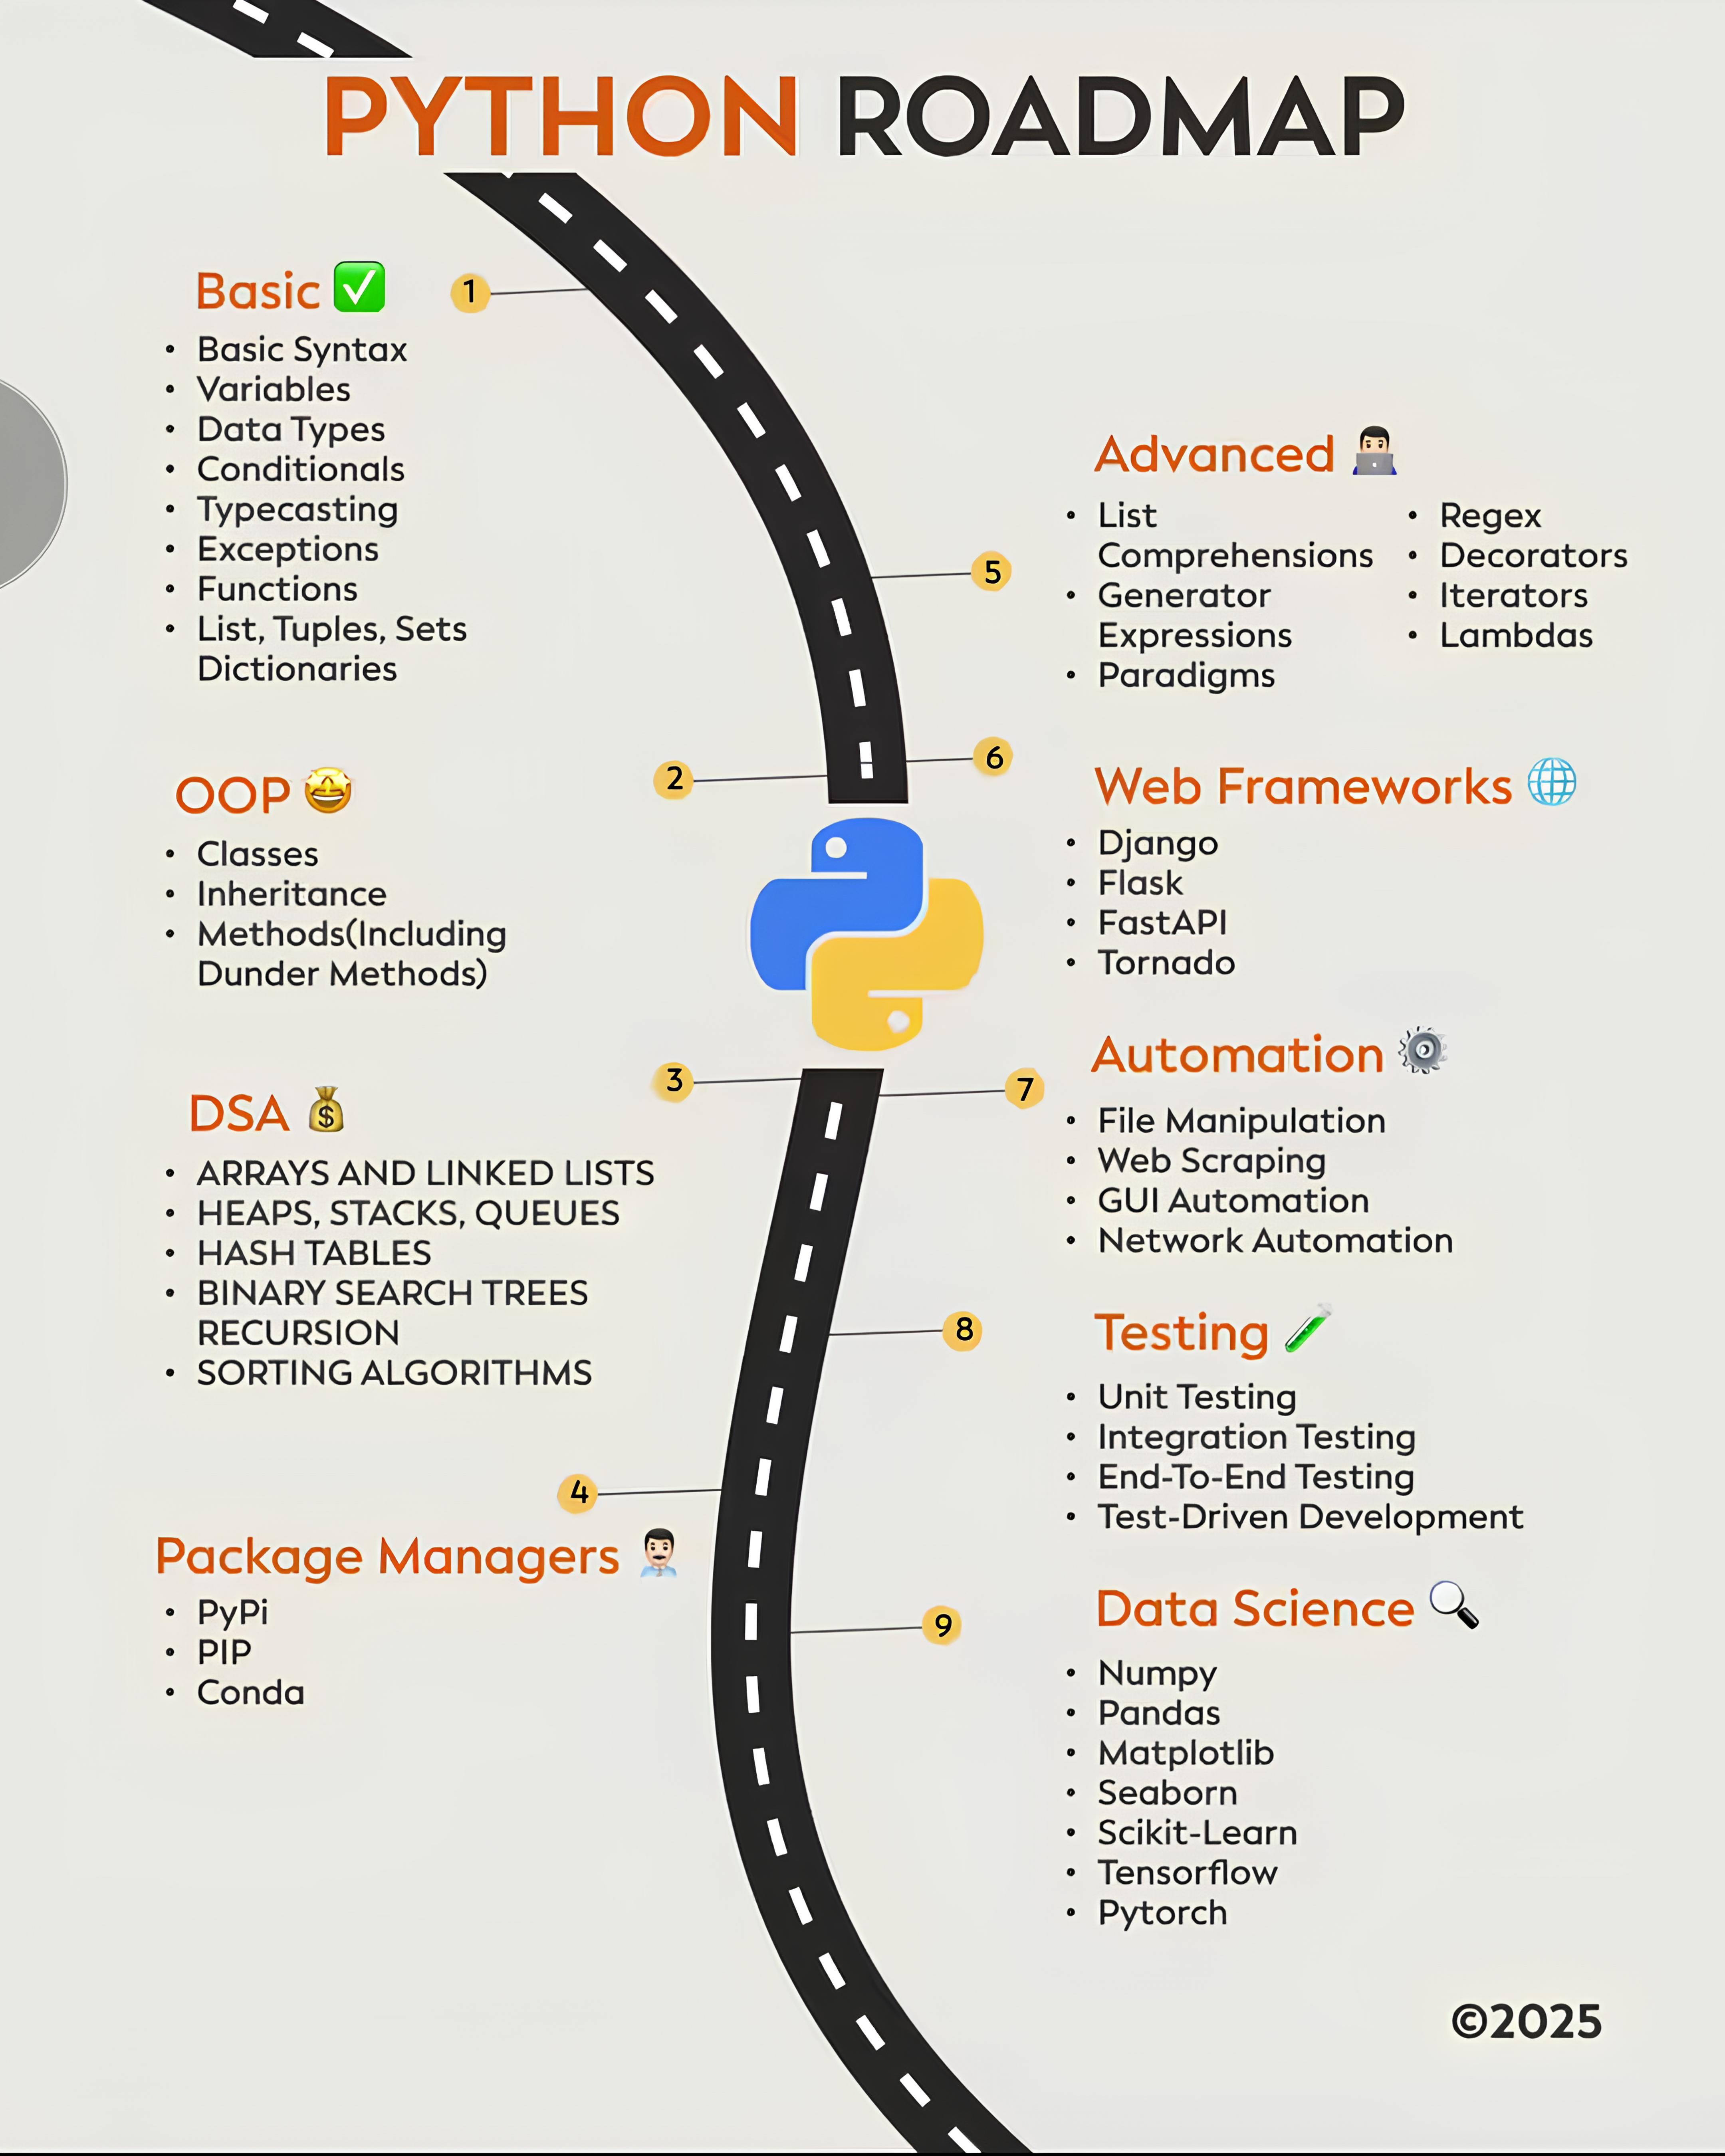 PYTHON ROADMAP
1
Basic ✅
• Basic Syntax
• Variables
• Data Types
• Conditionals
• Typecasting
• Exceptions
• Functions
• List, Tuples, Sets
Dictionaries
2
OOP 🤩
• Classes
• Inheritance
• Methods(Including
Dunder Methods)
3
DSA 💰
$
• ARRAYS AND LINKED LISTS
• HEAPS, STACKS, QUEUES
• HASH TABLES
• BINARY SEARCH TREES
RECURSION
• SORTING ALGORITHMS
4
Package Managers 👨🏻‍💼
• PyPi
• PIP
• Conda
5
Advanced 👨🏻‍💻
• List
Comprehensions
• Generator
Expressions
• Paradigms
• Regex
• Decorators
• Iterators
• Lambdas
6
Web Frameworks 🌐
• Django
• Flask
• FastAPI
• Tornado
7
Automation ⚙️
• File Manipulation
• Web Scraping
• GUI Automation
• Network Automation
8
Testing 🧪
• Unit Testing
• Integration Testing
• End-To-End Testing
• Test-Driven Development
9
Data Science 🔍
• Numpy
• Pandas
• Matplotlib
• Seaborn
• Scikit-Learn
• Tensorflow
• Pytorch
©2025